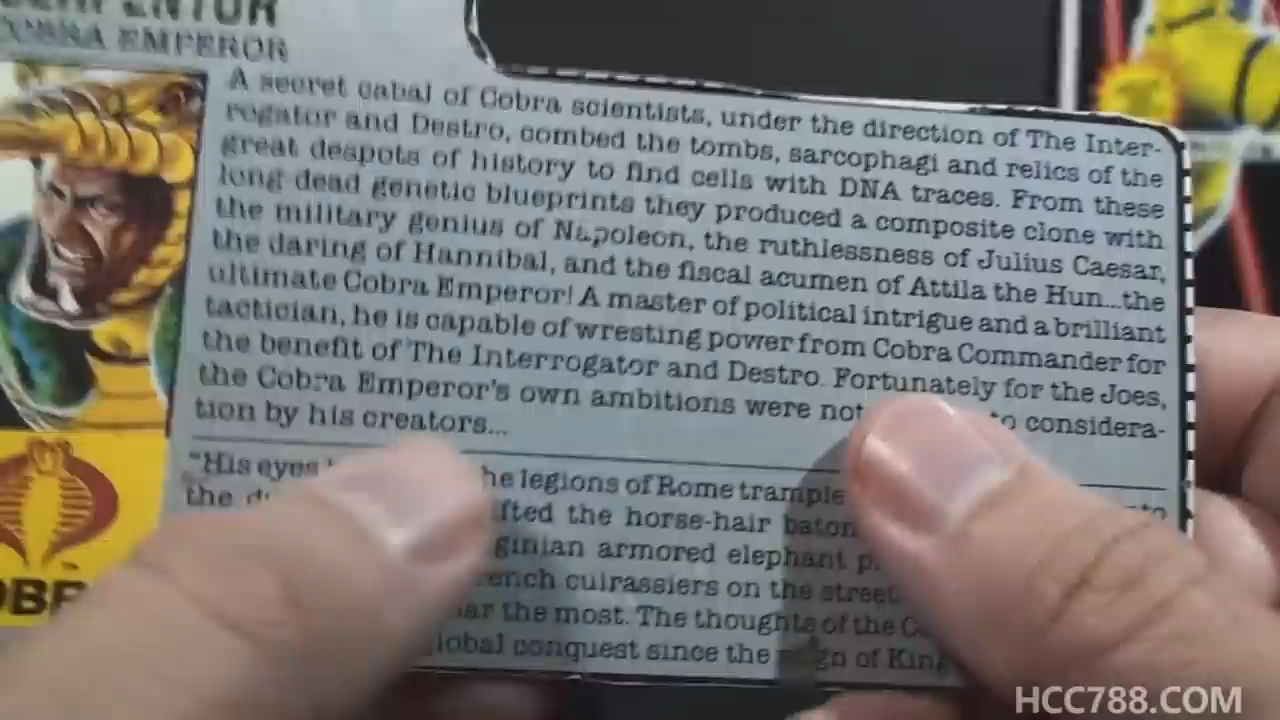 SERPENTOR
COBRA EMPEROR
A secret cabal of Cobra scientists, under the direction of The Inter-
rogator and Destro, combed the tombs, sarcophagi and relics of the
great despots of history to find cells with DNA traces. From these
long-dead genetic blueprints they produced a composite clone with
the military genius of Napoleon, the ruthlessness of Julius Caesar,
the daring of Hannibal, and the fiscal acumen of Attila the Hun...the
ultimate Cobra Emperor! A master of political intrigue and a brilliant
tactician, he is capable of wresting power from Cobra Commander for
the benefit of The Interrogator and Destro. Fortunately for the Joes,
the Cobra Emperor's own ambitions were not o considera-
tion by his creators...
"His eyes he legions of Rome trample
the fted the horse-hair baton
ginian armored elephant
ench cuirassiers on the street
ar the most. The thoughts of the
lobal conquest since the reign of King
HCC788.COM